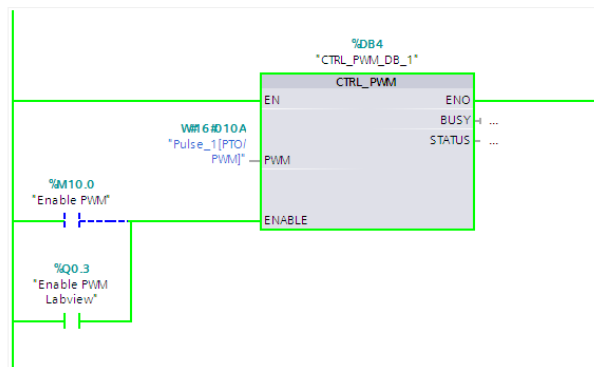 %DB4
"CTRL_PWM_DB_1"
CTRL_PWM
EN ENO
BUSY ...
STATUS ...
W#16#010A
"Pulse_1[PTO/
PWM]" PWM
%M10.0
"Enable PWM"
ENABLE
%Q0.3
"Enable PWM
Labview"